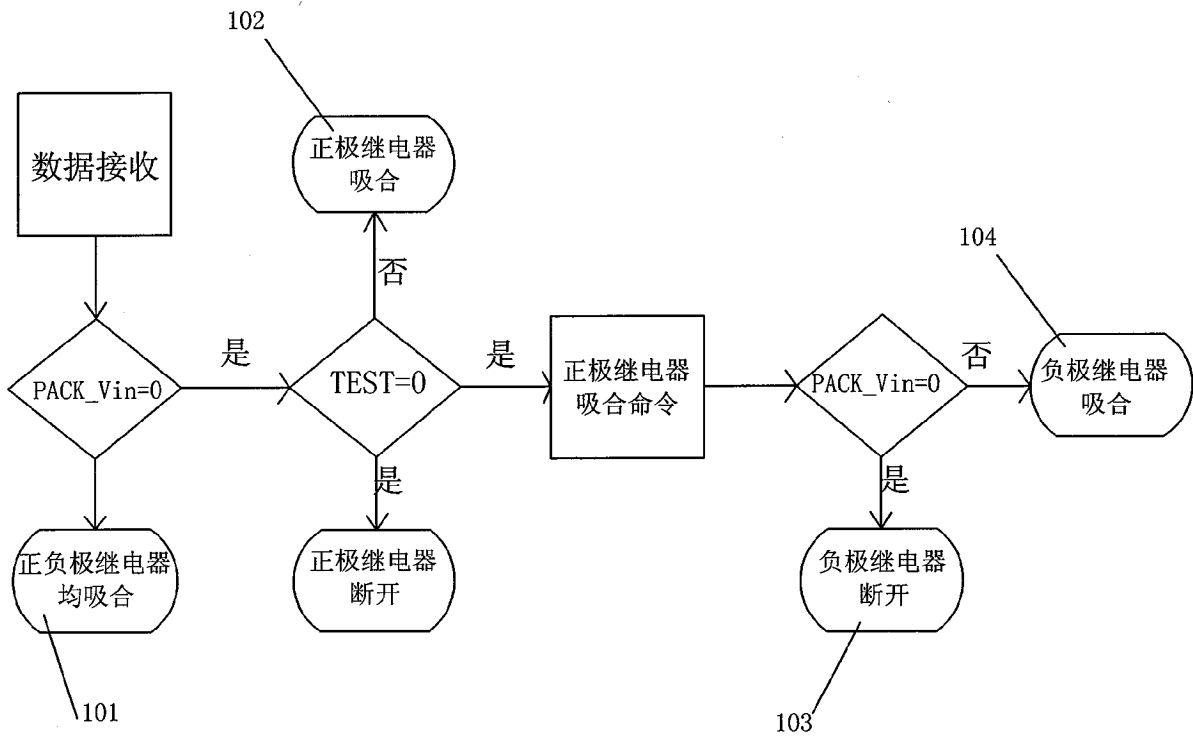 102
数据接收
正极继电器
吸合
否
104
PACK_Vin=0
是
TEST=0
是
正极继电器
吸合命令
PACK_Vin=0
否
负极继电器
吸合
是
是
正负极继电器
均吸合
正极继电器
断开
负极继电器
断开
101
103